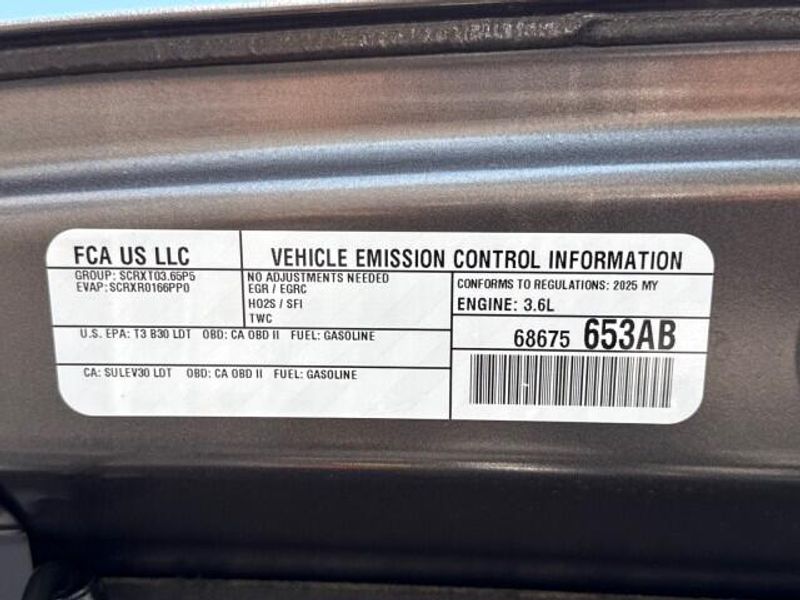 FCA US LLC
VEHICLE EMISSION CONTROL INFORMATION
GROUP: SCRXT03.65P5
EVAP: SCRXR0166PP0
NO ADJUSTMENTS NEEDED
EGR / EGRC
HO2S / SFI
TWC
CONFORMS TO REGULATIONS: 2025 MY
ENGINE: 3.6L
U.S. EPA: T3 B30 LDT OBD: CA OBD II FUEL: GASOLINE
68675 653AB
CA: SULEV30 LDT OBD: CA OBD II FUEL: GASOLINE